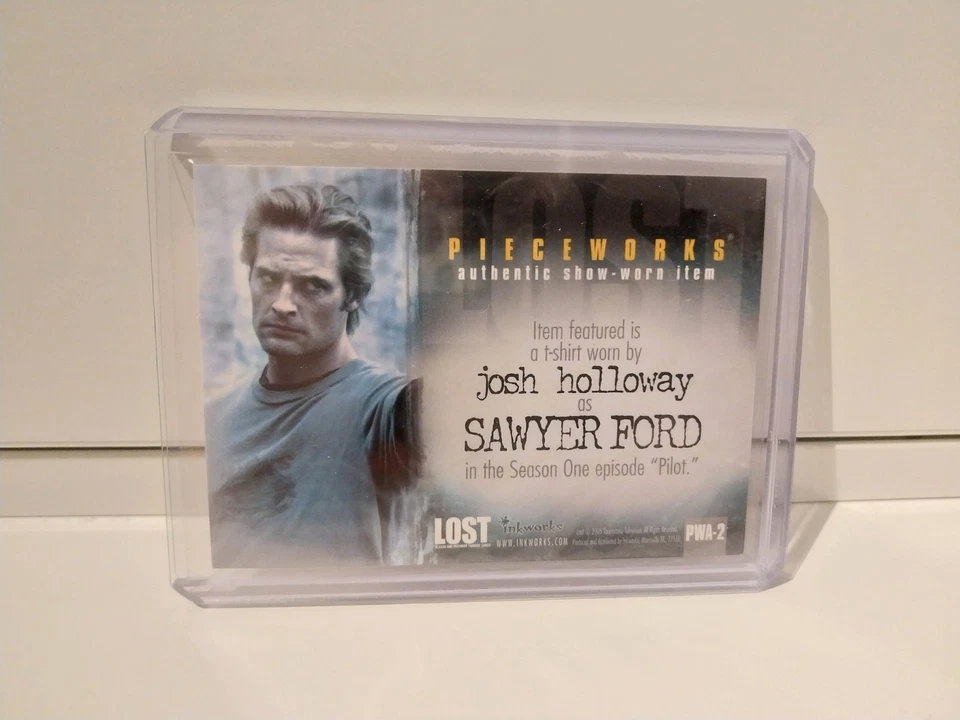 LOST
PIECEWORKS®
authentic show-worn item
Item featured is
a t-shirt worn by
josh holloway
as
SAWYER FORD
in the Season One episode “Pilot.”
LOST
inkworks
WWW.INKWORKS.COM
PWA-2